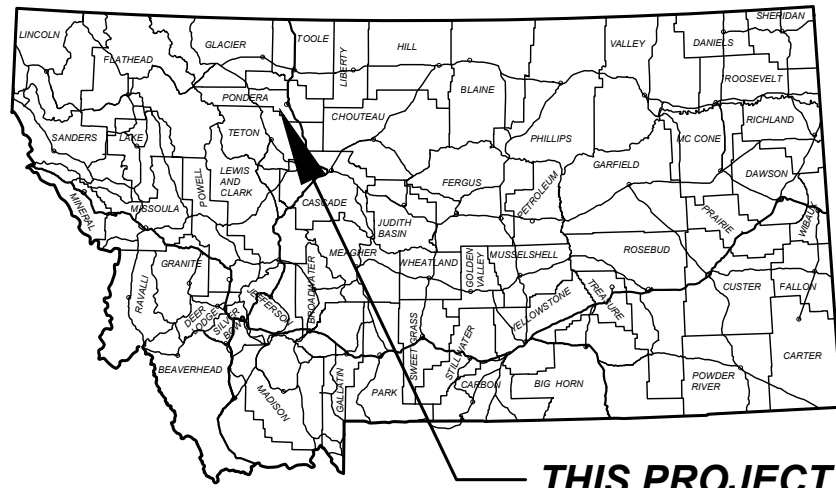 LINCOLN
FLATHEAD
GLACIER
TOOLE
LIBERTY
HILL
BLAINE
VALLEY
DANIELS
SHERIDAN
ROOSEVELT
PONDERA
CHOUTEAU
PHILLIPS
MC CONE
RICHLAND
SANDERS
LAKE
TETON
GARFIELD
DAWSON
MINERAL
MISSOULA
POWELL
LEWIS
AND
CLARK
CASCADE
FERGUS
PETROLEUM
JUDITH
BASIN
PRAIRIE
WIBAUX
RAVALLI
GRANITE
MEAGHER
BROADWATER
WHEATLAND
GOLDEN
VALLEY
MUSSELSHELL
ROSEBUD
TREASURE
CUSTER
FALLON
DEER
LODGE
SILVER
BOW
JEFFERSON
YELLOWSTONE
SWEET GRASS
STILLWATER
BEAVERHEAD
MADISON
GALLATIN
PARK
CARBON
BIG HORN
POWDER
RIVER
CARTER
THIS PROJECT